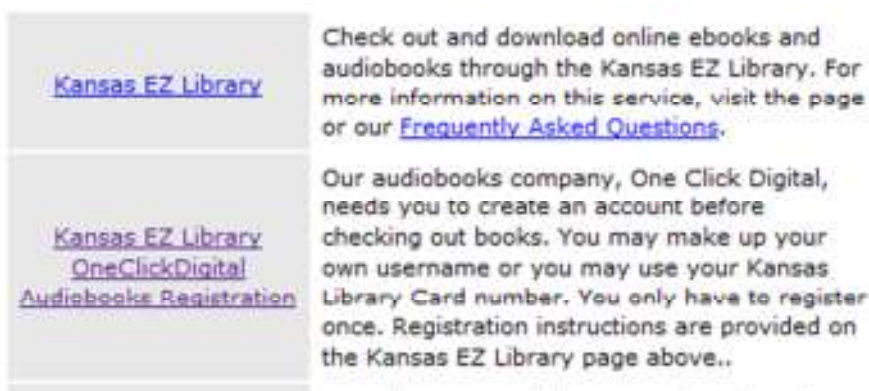 Kansas EZ Library
Check out and download online ebooks and
audiobooks through the Kansas EZ Library. For
more information on this service, visit the page
or our Frequently Asked Questions.
Kansas EZ Library
OneClickDigital
Audiobooks Registration
Our audiobooks company, One Click Digital,
needs you to create an account before
checking out books. You may make up your
own username or you may use your Kansas
Library Card number. You only have to register
once. Registration instructions are provided on
the Kansas EZ Library page above..